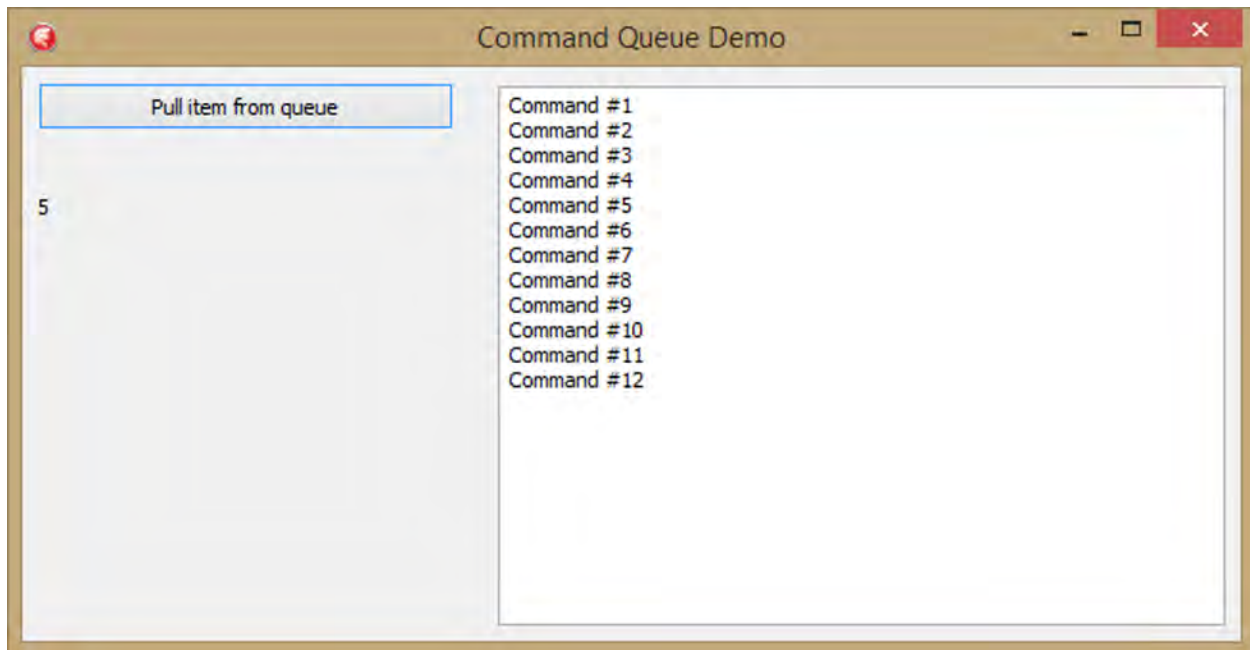 Command Queue Demo
Pull item from queue
5
Command #1
Command #2
Command #3
Command #4
Command #5
Command #6
Command #7
Command #8
Command #9
Command #10
Command #11
Command #12